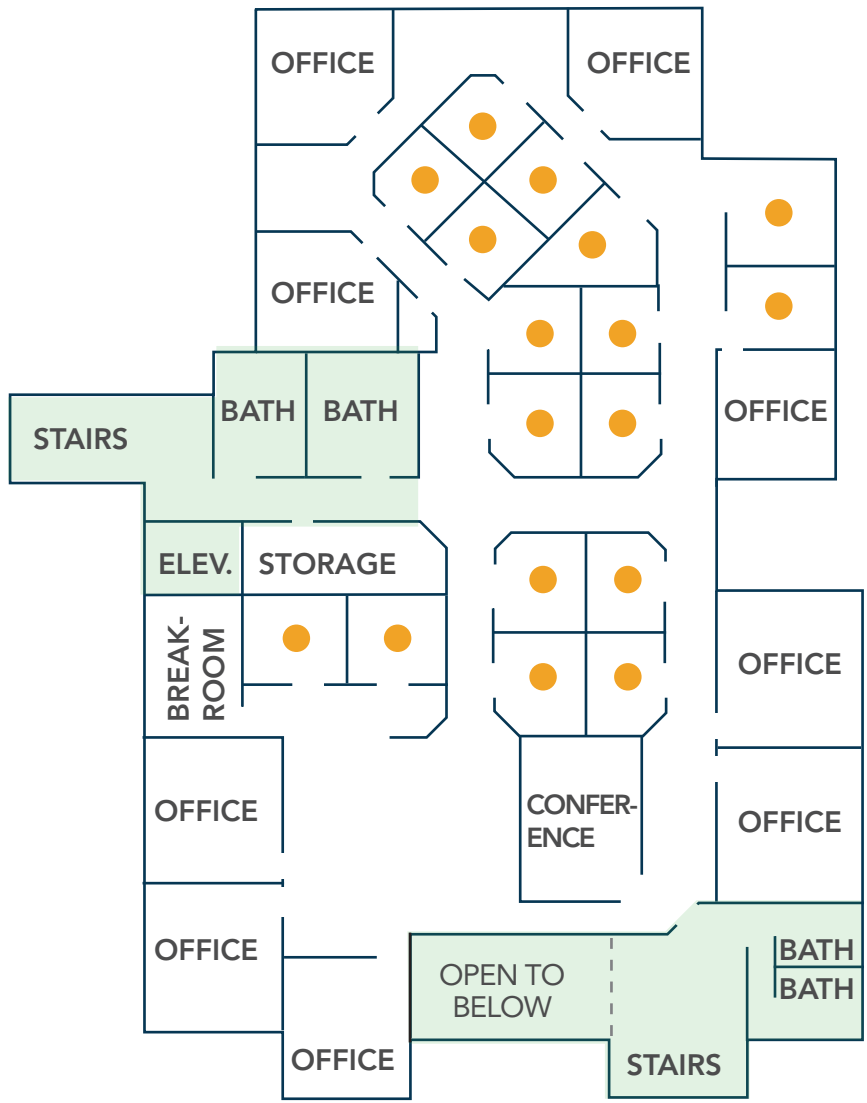 OFFICE
OFFICE
OFFICE
BATH
BATH
OFFICE
STAIRS
ELEV.
STORAGE
BREAK-
ROOM
OFFICE
OFFICE
CONFER-
ENCE
OFFICE
OFFICE
BATH
OPEN TO
BELOW
BATH
OFFICE
STAIRS